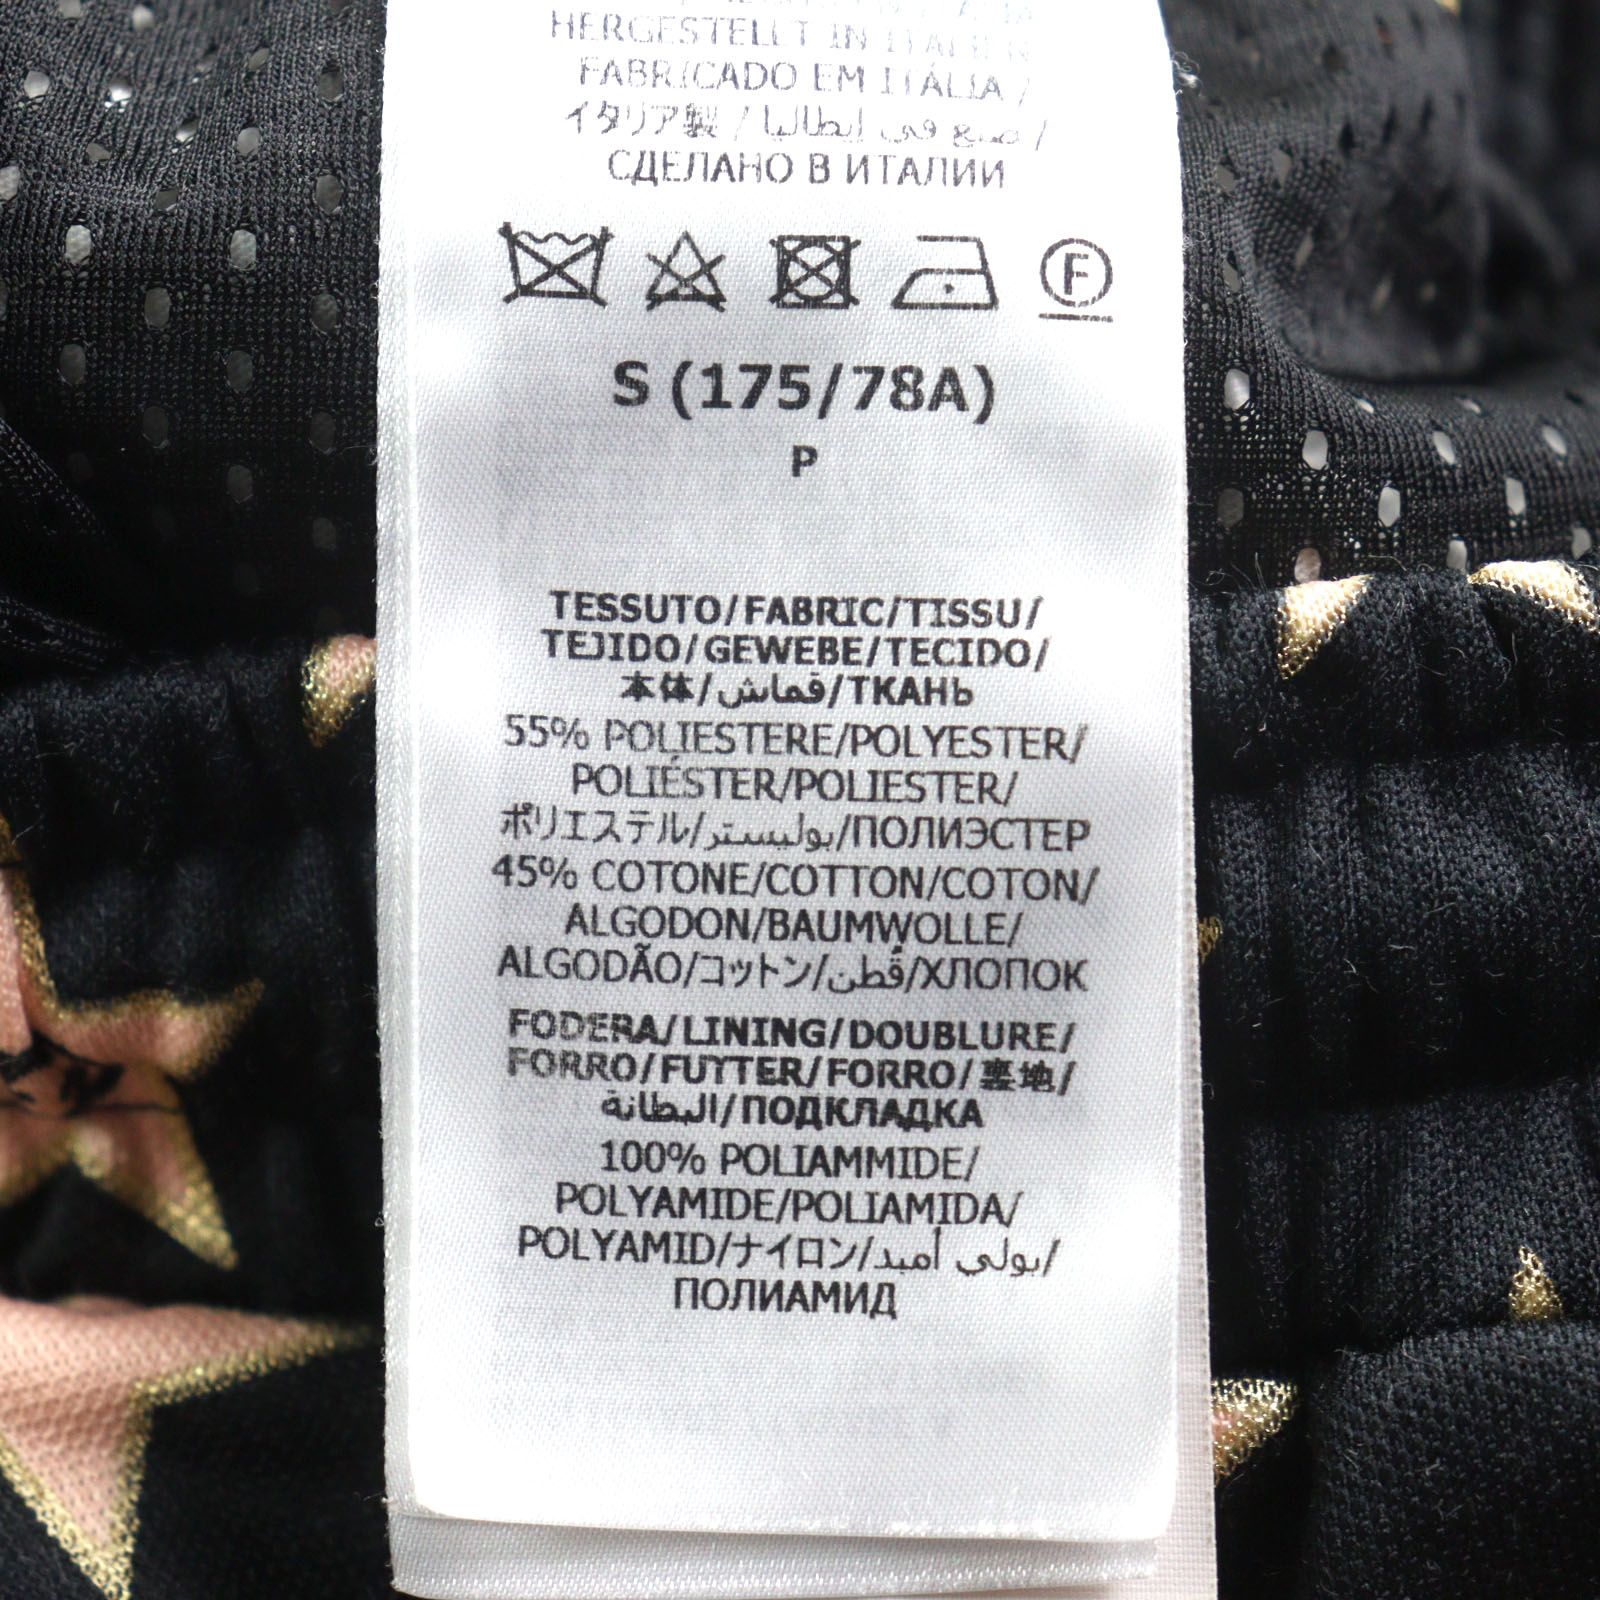 HERGESTELLT IN ITALIEN
FABRICADO EM ITÁLIA /
イタリア製 / صنع في إيطاليا /
СДЕЛАНО В ИТАЛИИ
F
S (175/78A)
P
TESSUTO/FABRIC/TISSU/
TEJIDO/GEWEBE/TECIDO/
本体/قماش/ТКАНЬ
55% POLIESTERE/POLYESTER/
POLIÉSTER/POLIESTER/
ポリエステル/بوليستر/ПОЛИЭСТЕР
45% COTONE/COTTON/COTON/
ALGODON/BAUMWOLLE/
ALGODÃO/コットン/قطن/ХЛОПОК
FODERA/LINING/DOUBLURE/
FORRO/FUTTER/FORRO/裏地/
البطانة/ПОДКЛАДКА
100% POLIAMMIDE/
POLYAMIDE/POLIAMIDA/
POLYAMID/ナイロン/بولي أميد/
ПОЛИАМИД